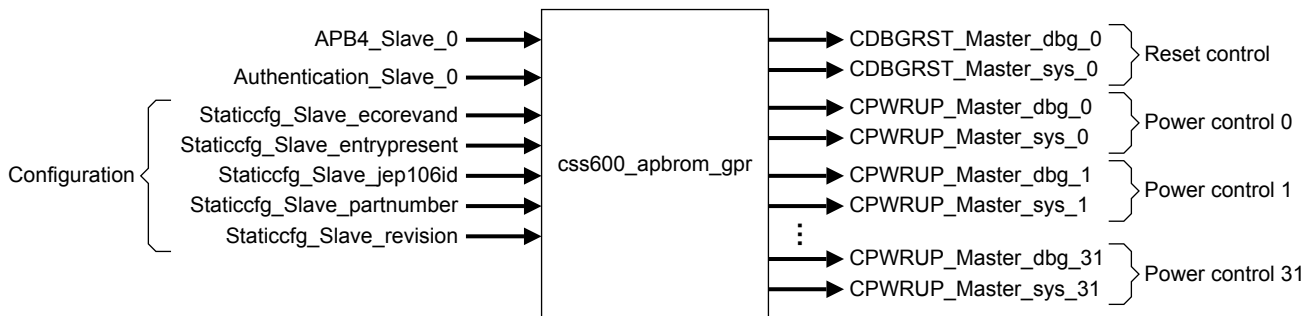 APB4_Slave_0
Authentication_Slave_0
Configuration
Staticcfg_Slave_ecorevand
Staticcfg_Slave_entrypresent
Staticcfg_Slave_jep106id
Staticcfg_Slave_partnumber
Staticcfg_Slave_revision
css600_apbrom_gpr
CDBGRST_Master_dbg_0
CDBGRST_Master_sys_0
Reset control
CPWRUP_Master_dbg_0
CPWRUP_Master_sys_0
Power control 0
CPWRUP_Master_dbg_1
CPWRUP_Master_sys_1
Power control 1
CPWRUP_Master_dbg_31
CPWRUP_Master_sys_31
Power control 31